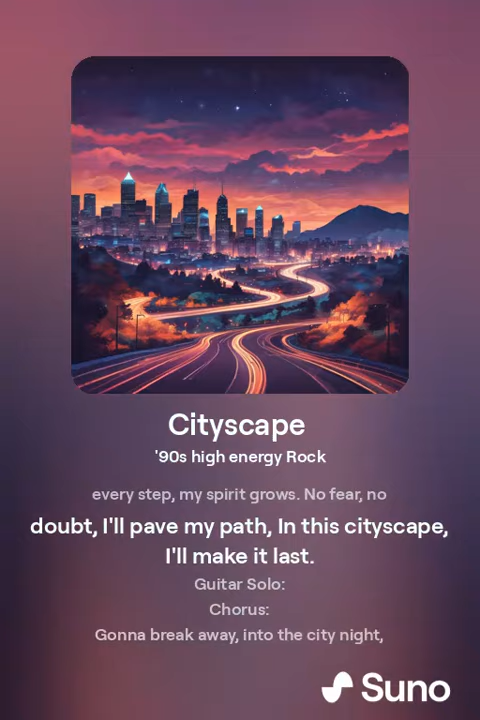 Cityscape
'90s high energy Rock
every step, my spirit grows. No fear, no
doubt, I'll pave my path, In this cityscape,
I'll make it last.
Guitar Solo:
Chorus:
Gonna break away, into the city night,
Suno